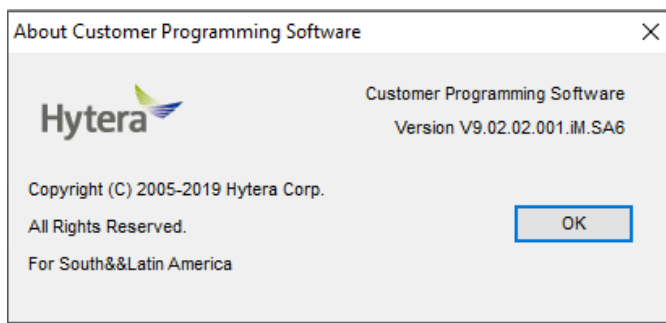 About Customer Programming Software
Hytera
Customer Programming Software
Version V9.02.02.001.iM.SA6
Copyright (C) 2005-2019 Hytera Corp.
All Rights Reserved.
OK
For South&&Latin America